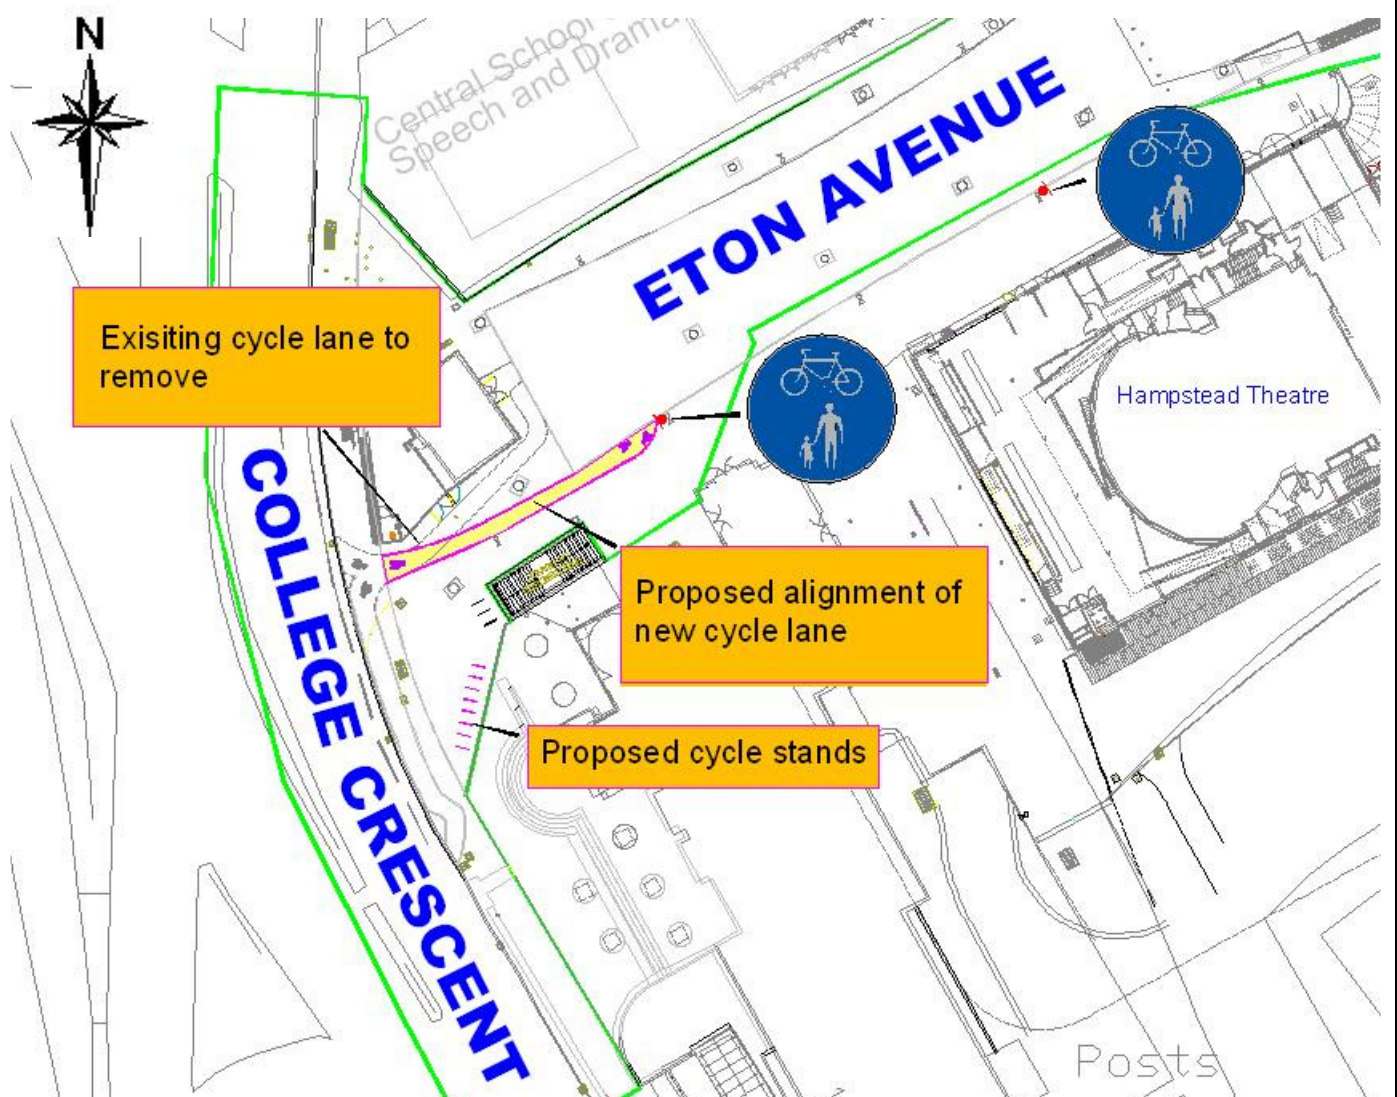 N
Central School
Speech and Drama
ETON AVENUE
Exisiting cycle lane to
remove
Hampstead Theatre
COLLEGE CRESCENT
Proposed alignment of
new cycle lane
Proposed cycle stands
Posts